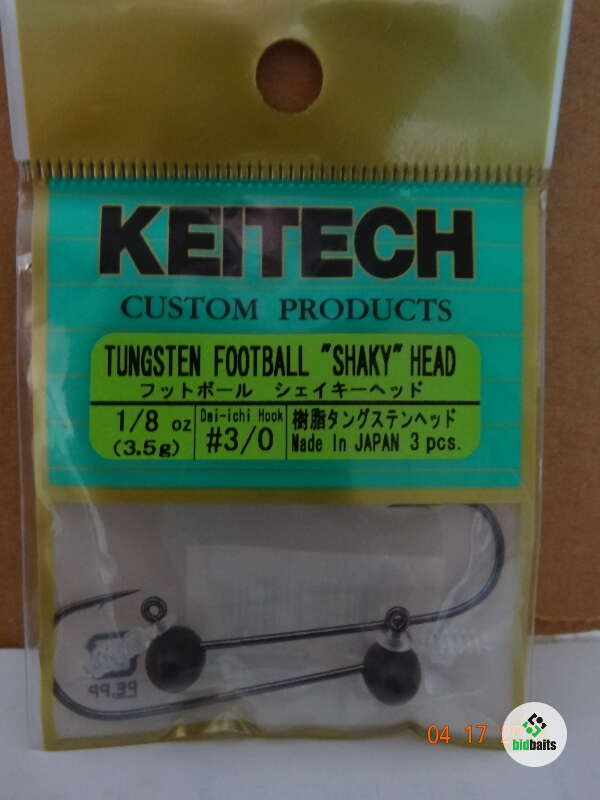 KEITECH
CUSTOM PRODUCTS
TUNGSTEN FOOTBALL "SHAKY" HEAD
フットボール シェイキーヘッド
1/8 oz
(3.5g)
Dai-ichi Hook
#3/0
樹脂タングステンヘッド
Made In JAPAN 3 pcs.
04 17
bidbaits